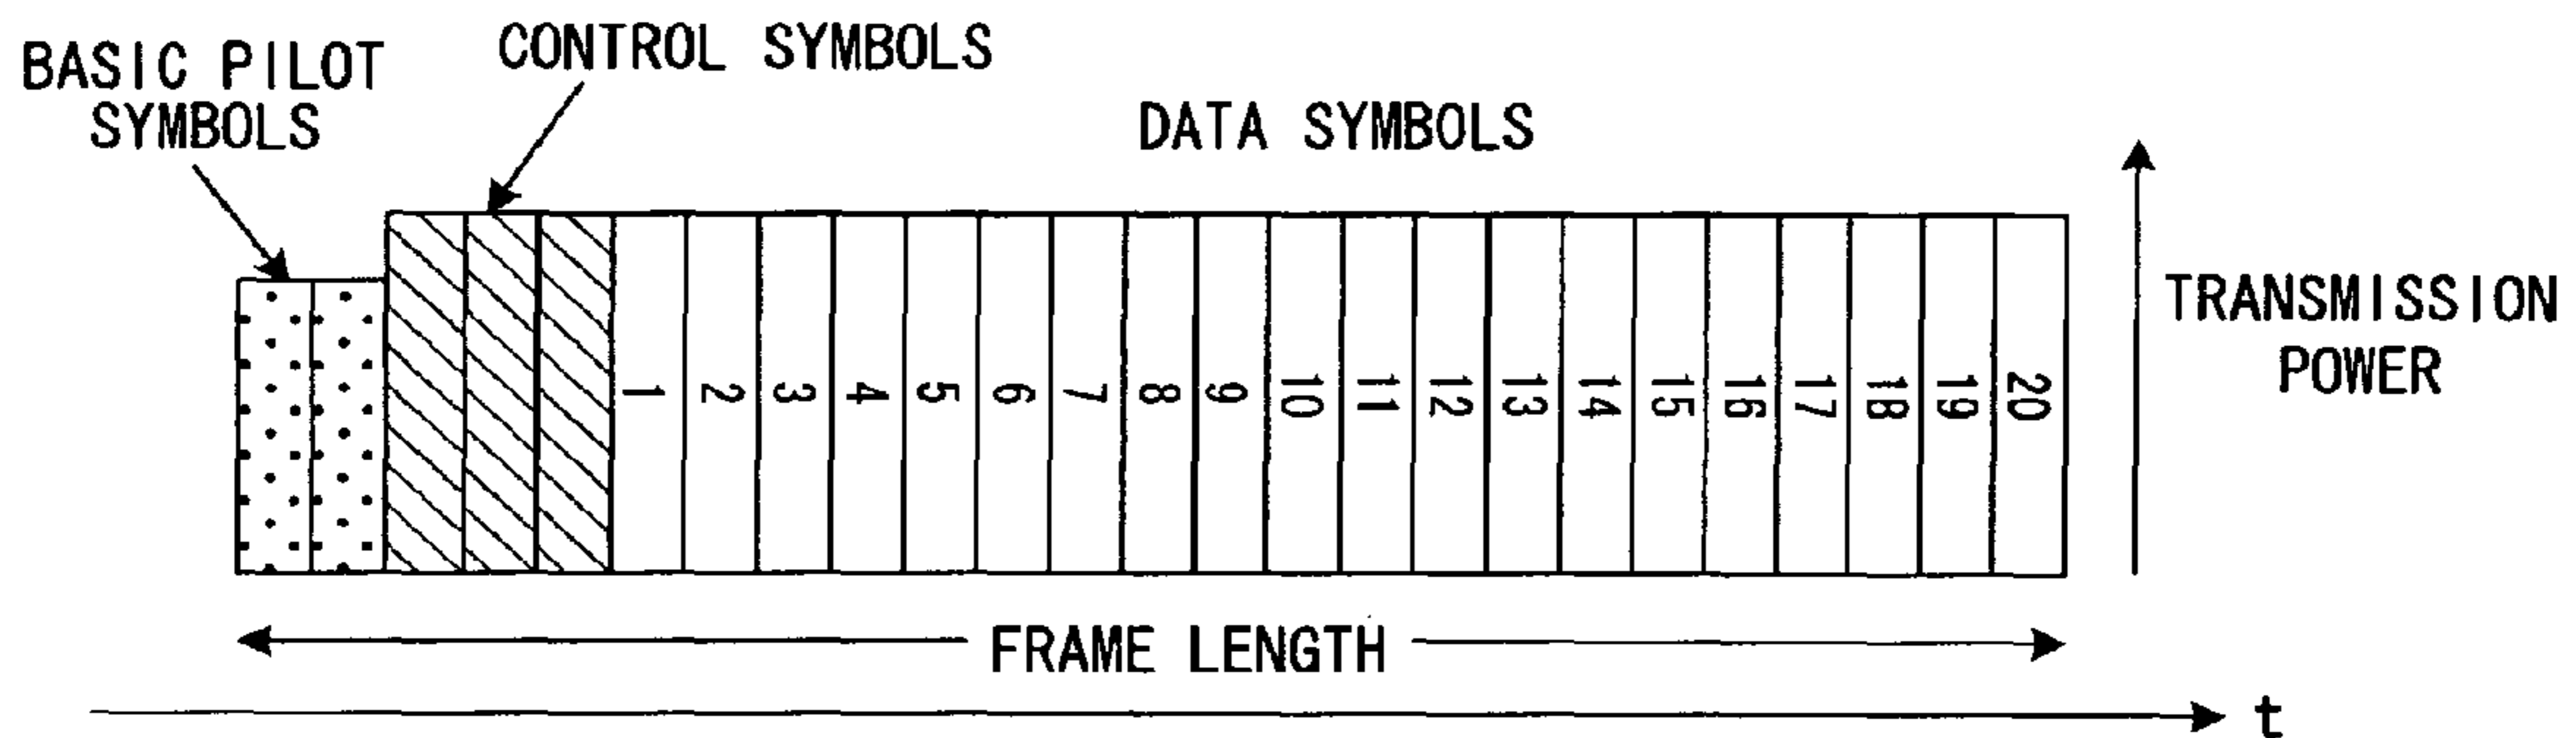 BASIC PILOT
SYMBOLS
CONTROL SYMBOLS
DATA SYMBOLS
1 2 3 4 5 6 7 8 9 10 11 12 13 14 15 16 17 18 19 20
TRANSMISSION
POWER
FRAME LENGTH
t